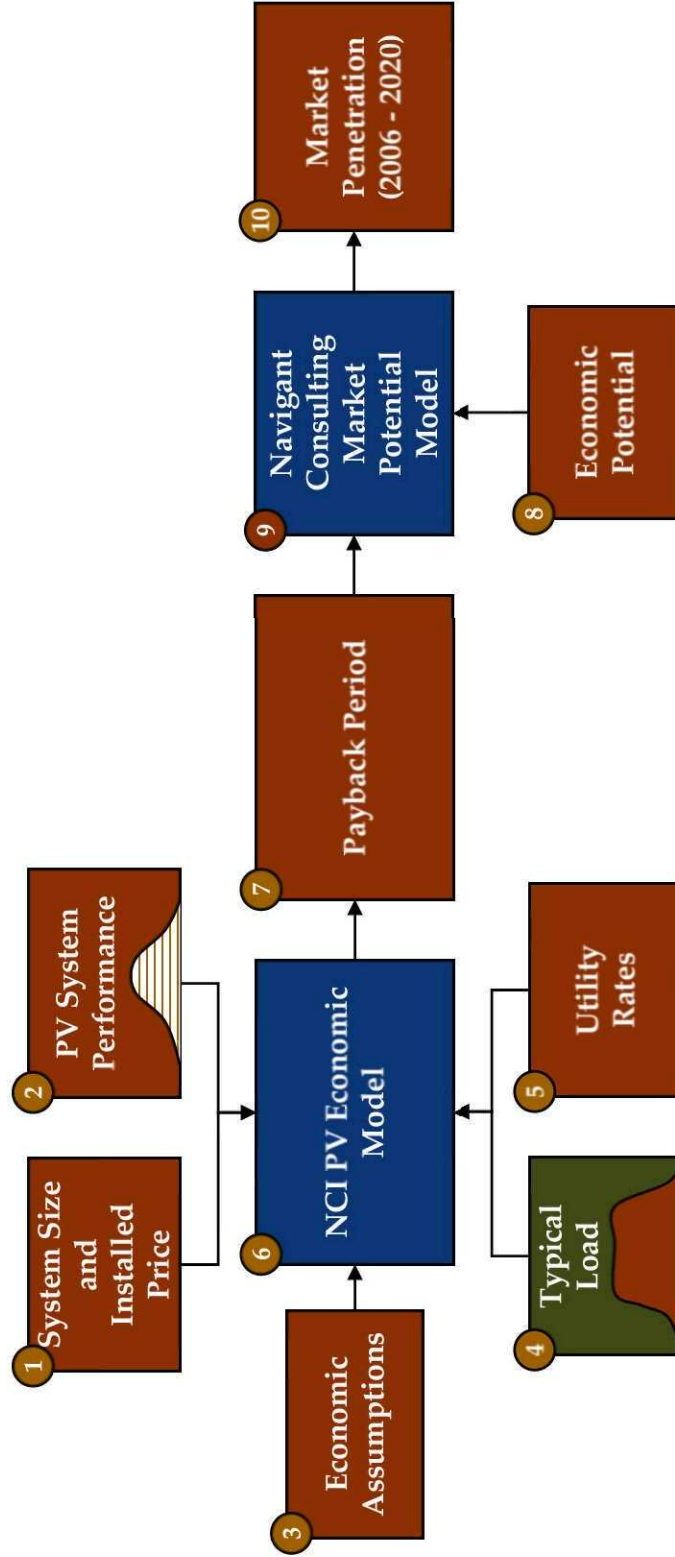 1
System Size
and
Installed
Price
2
PV System
Performance
3
Economic
Assumptions
4
Typical
Load
5
Utility
Rates
6
NCI PV Economic
Model
7
Payback Period
8
Economic
Potential
9
Navigant
Consulting
Market
Potential
Model
10
Market
Penetration
(2006 - 2020)